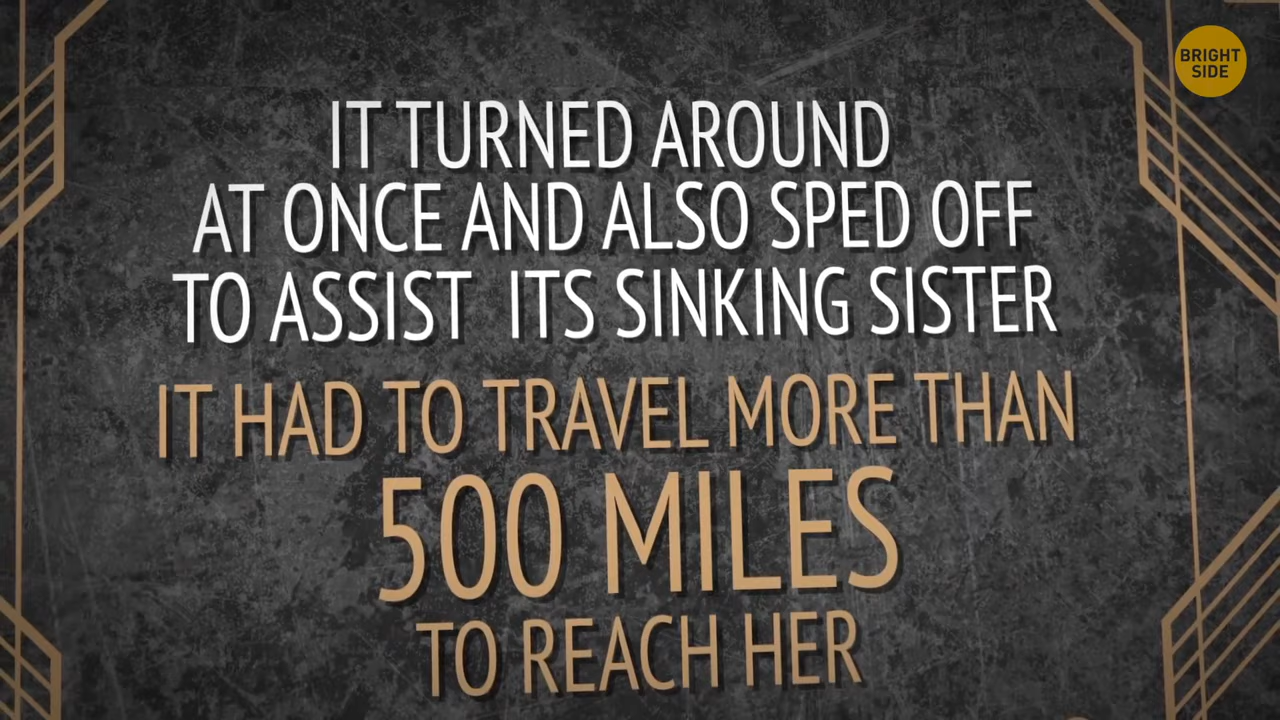 BRIGHT
SIDE
IT TURNED AROUND
AT ONCE AND ALSO SPED OFF
TO ASSIST ITS SINKING SISTER
IT HAD TO TRAVEL MORE THAN
500 MILES
TO REACH HER